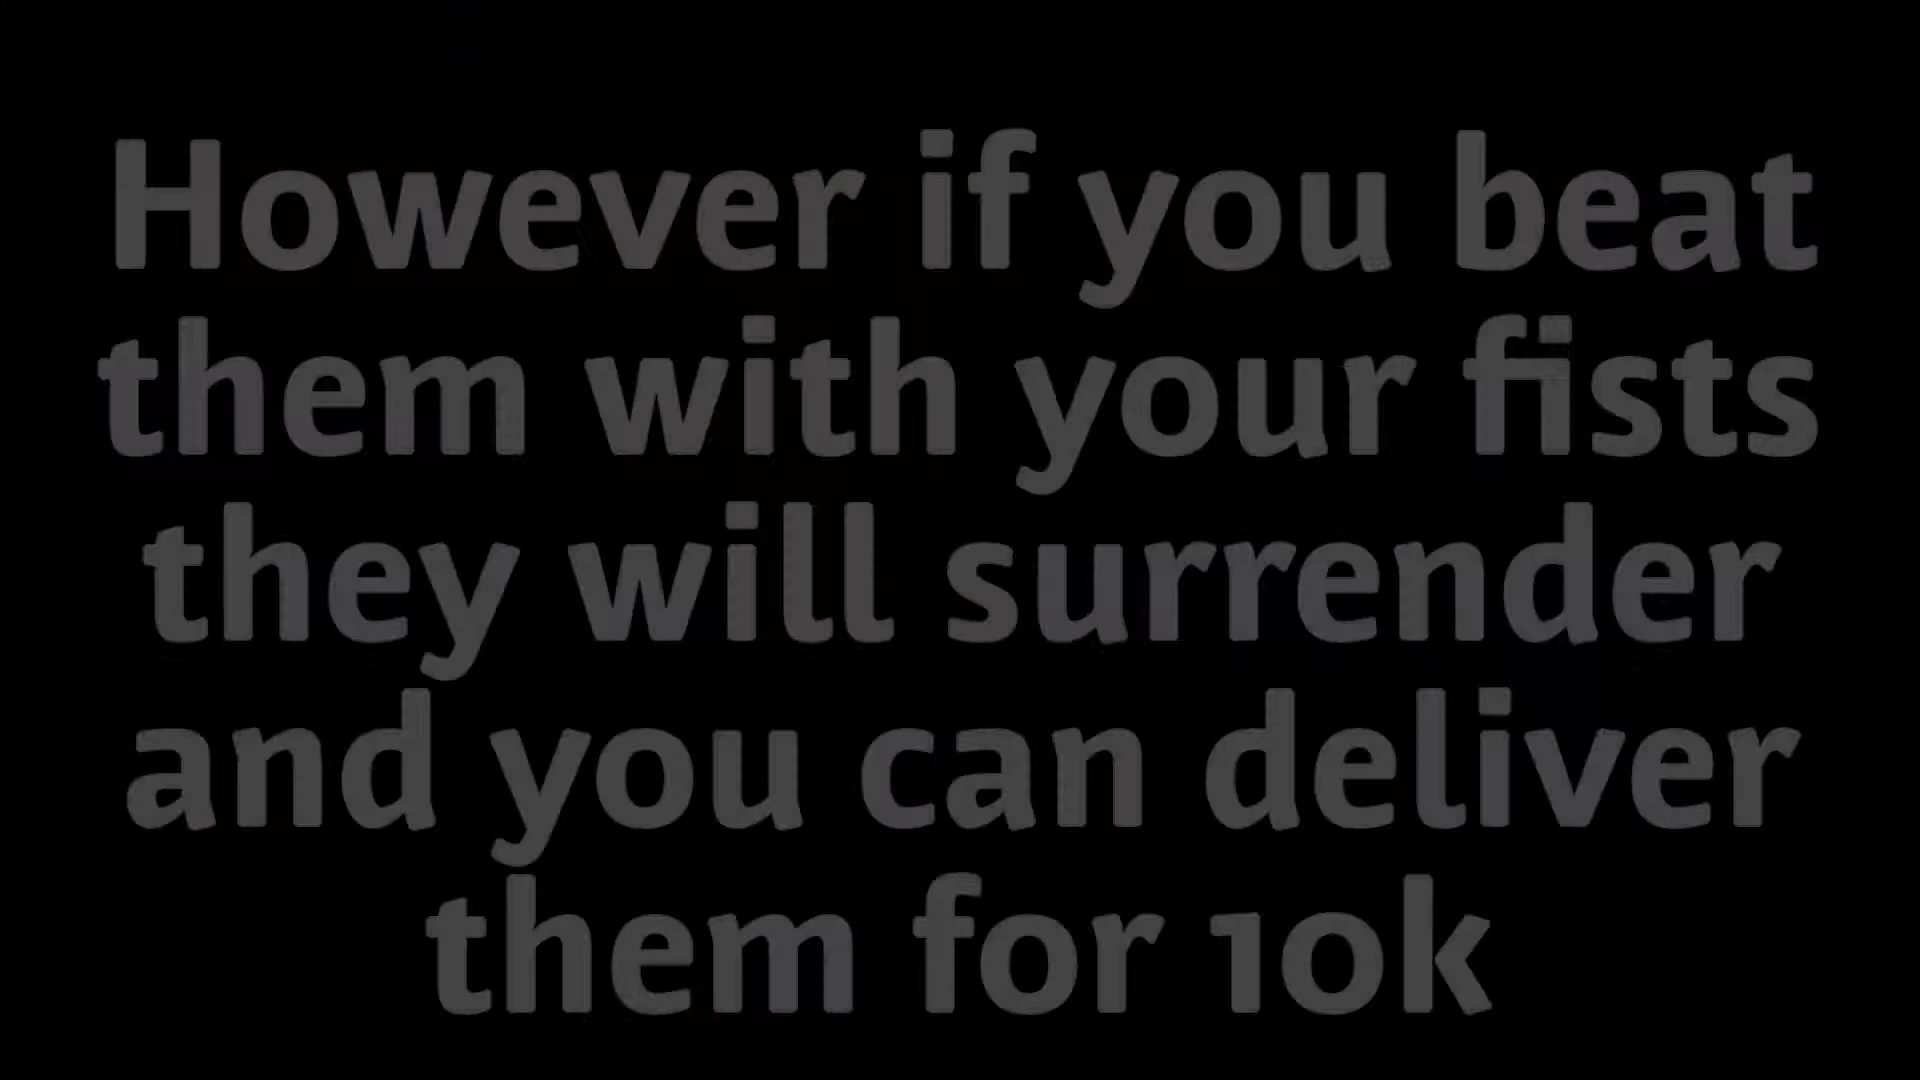 However if you beat
them with your fists
they will surrender
and you can deliver
them for 10k